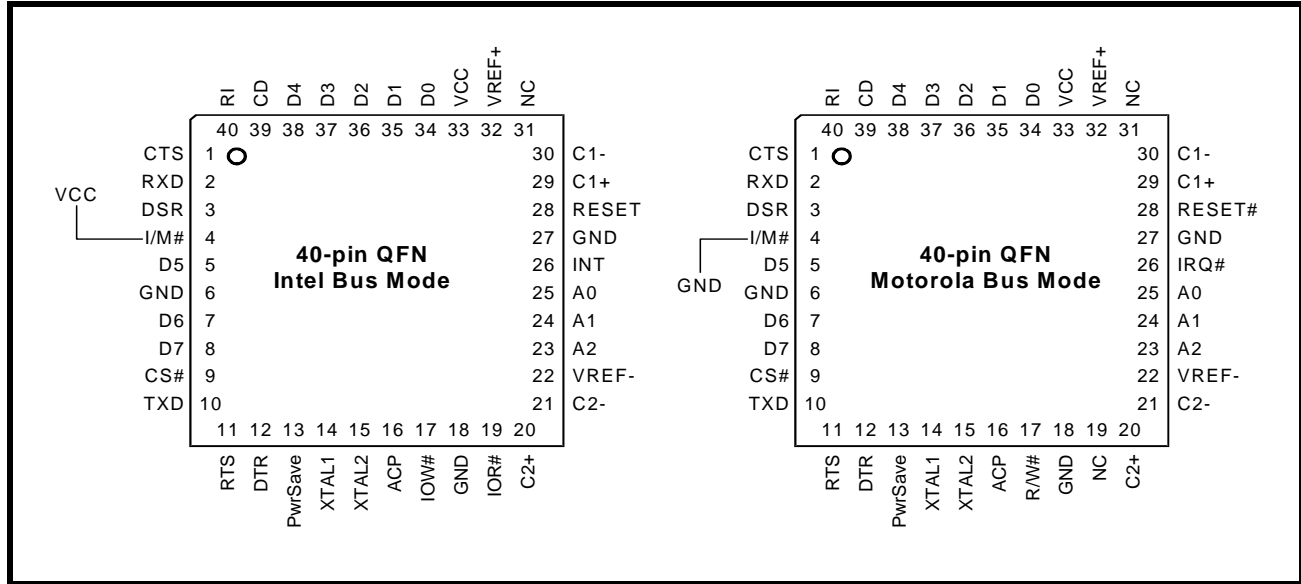 RI CD D4 D3 D2 D1 D0 VCC VREF+ NC
40 39 38 37 36 35 34 33 32 31
CTS 1 30 C1-
RXD 2 29 C1+
VCC
DSR 3 28 RESET
I/M# 4 27 GND
D5 5 26 INT
GND 6 25 A0
D6 7 24 A1
D7 8 23 A2
CS# 9 22 VREF-
TXD 10 21 C2-
40-pin QFN
Intel Bus Mode
11 12 13 14 15 16 17 18 19 20
RTS DTR PwrSave XTAL1 XTAL2 ACP IOW# GND IOR# C2+
RI CD D4 D3 D2 D1 D0 VCC VREF+ NC
40 39 38 37 36 35 34 33 32 31
CTS 1 30 C1-
RXD 2 29 C1+
DSR 3 28 RESET#
I/M# 4 27 GND
D5 5 26 IRQ#
GND
GND 6 25 A0
D6 7 24 A1
D7 8 23 A2
CS# 9 22 VREF-
TXD 10 21 C2-
40-pin QFN
Motorola Bus Mode
11 12 13 14 15 16 17 18 19 20
RTS DTR PwrSave XTAL1 XTAL2 ACP R/W# GND NC C2+